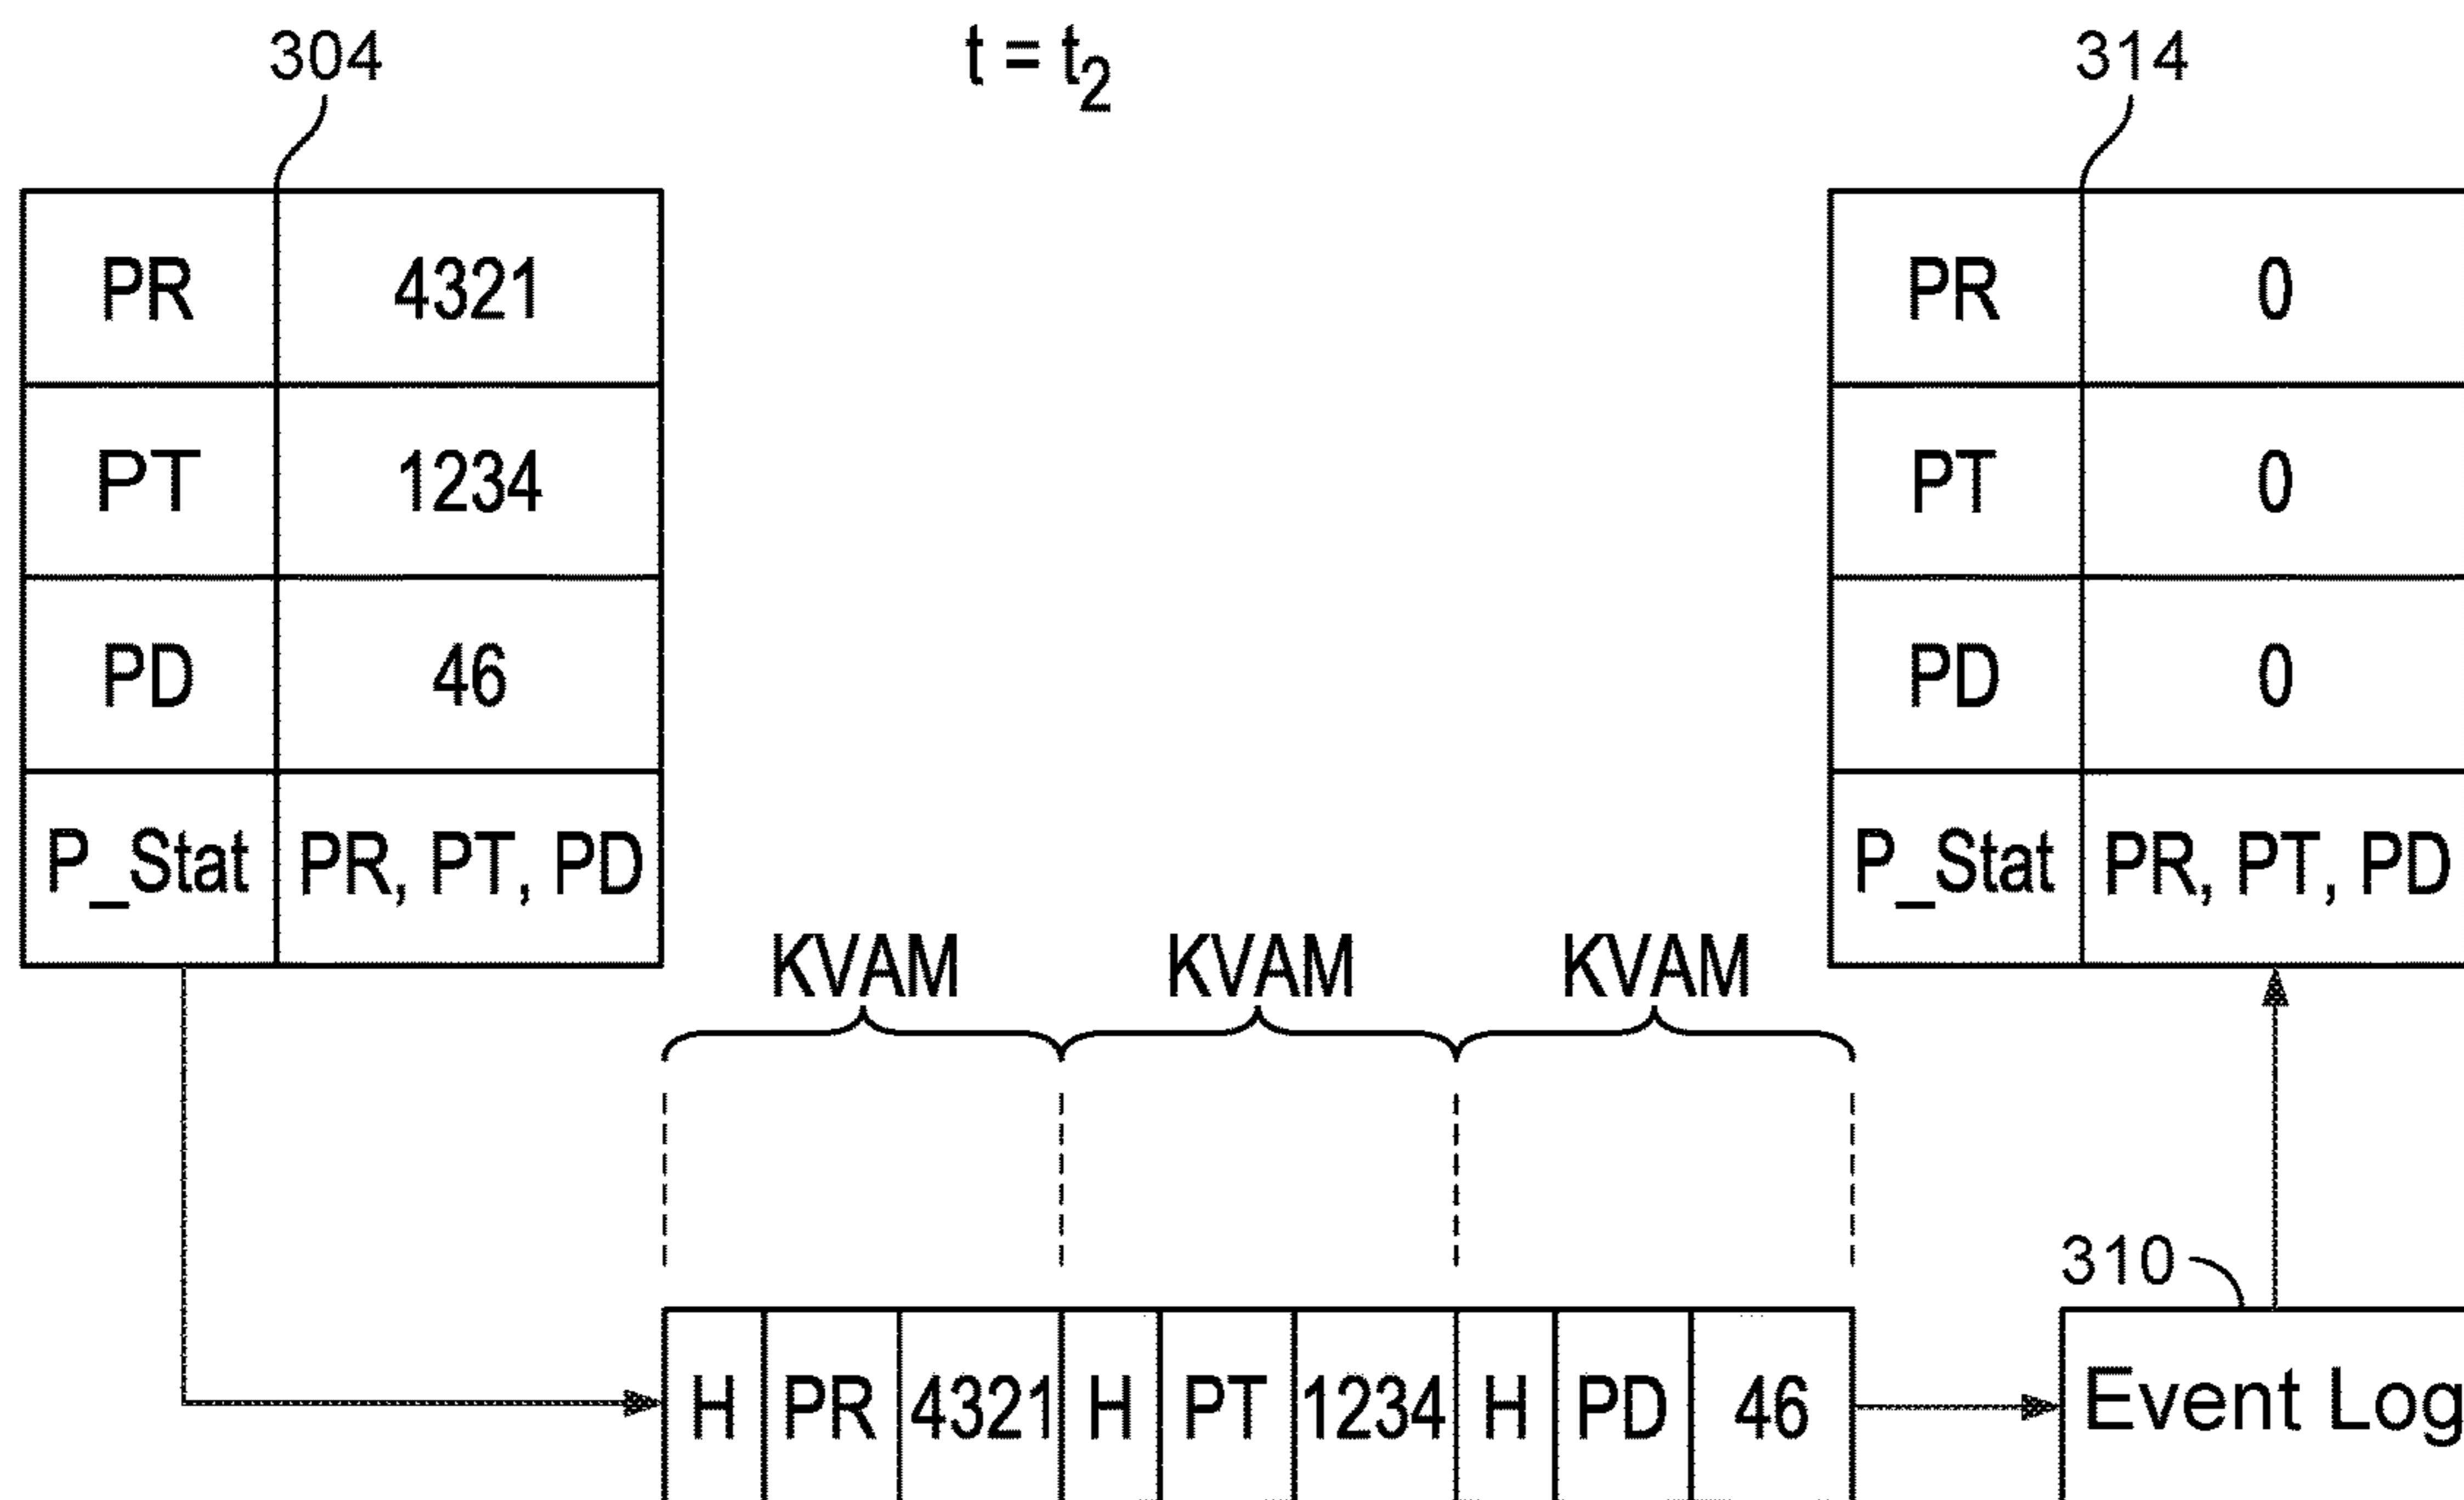 304
t = t2
314
PR 4321
PT 1234
PD 46
P_Stat PR, PT, PD
PR 0
PT 0
PD 0
P_Stat PR, PT, PD
KVAM KVAM KVAM
310
H PR 4321 H PT 1234 H PD 46
Event Log